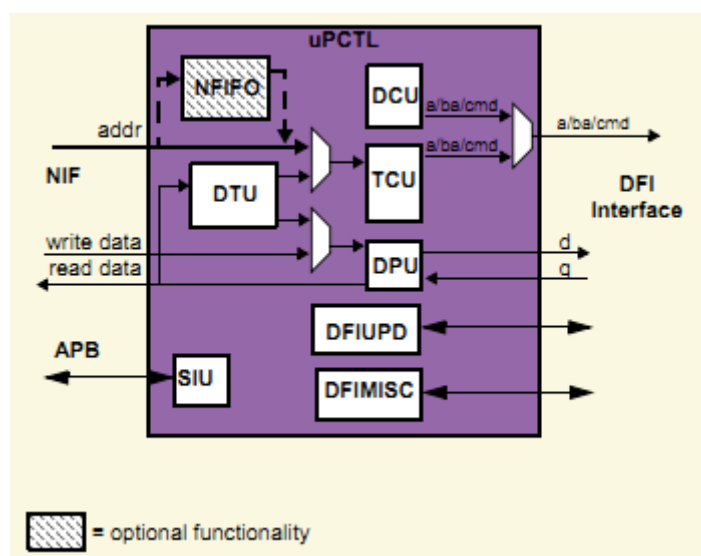 uPCTL
NFIFO
DCU
a/ba/cmd
a/ba/cmd
addr
a/ba/cmd
TCU
NIF
DTU
DFI
Interface
write data
d
read data
DPU
q
DFIUPD
APB
SIU
DFIMISC
= optional functionality